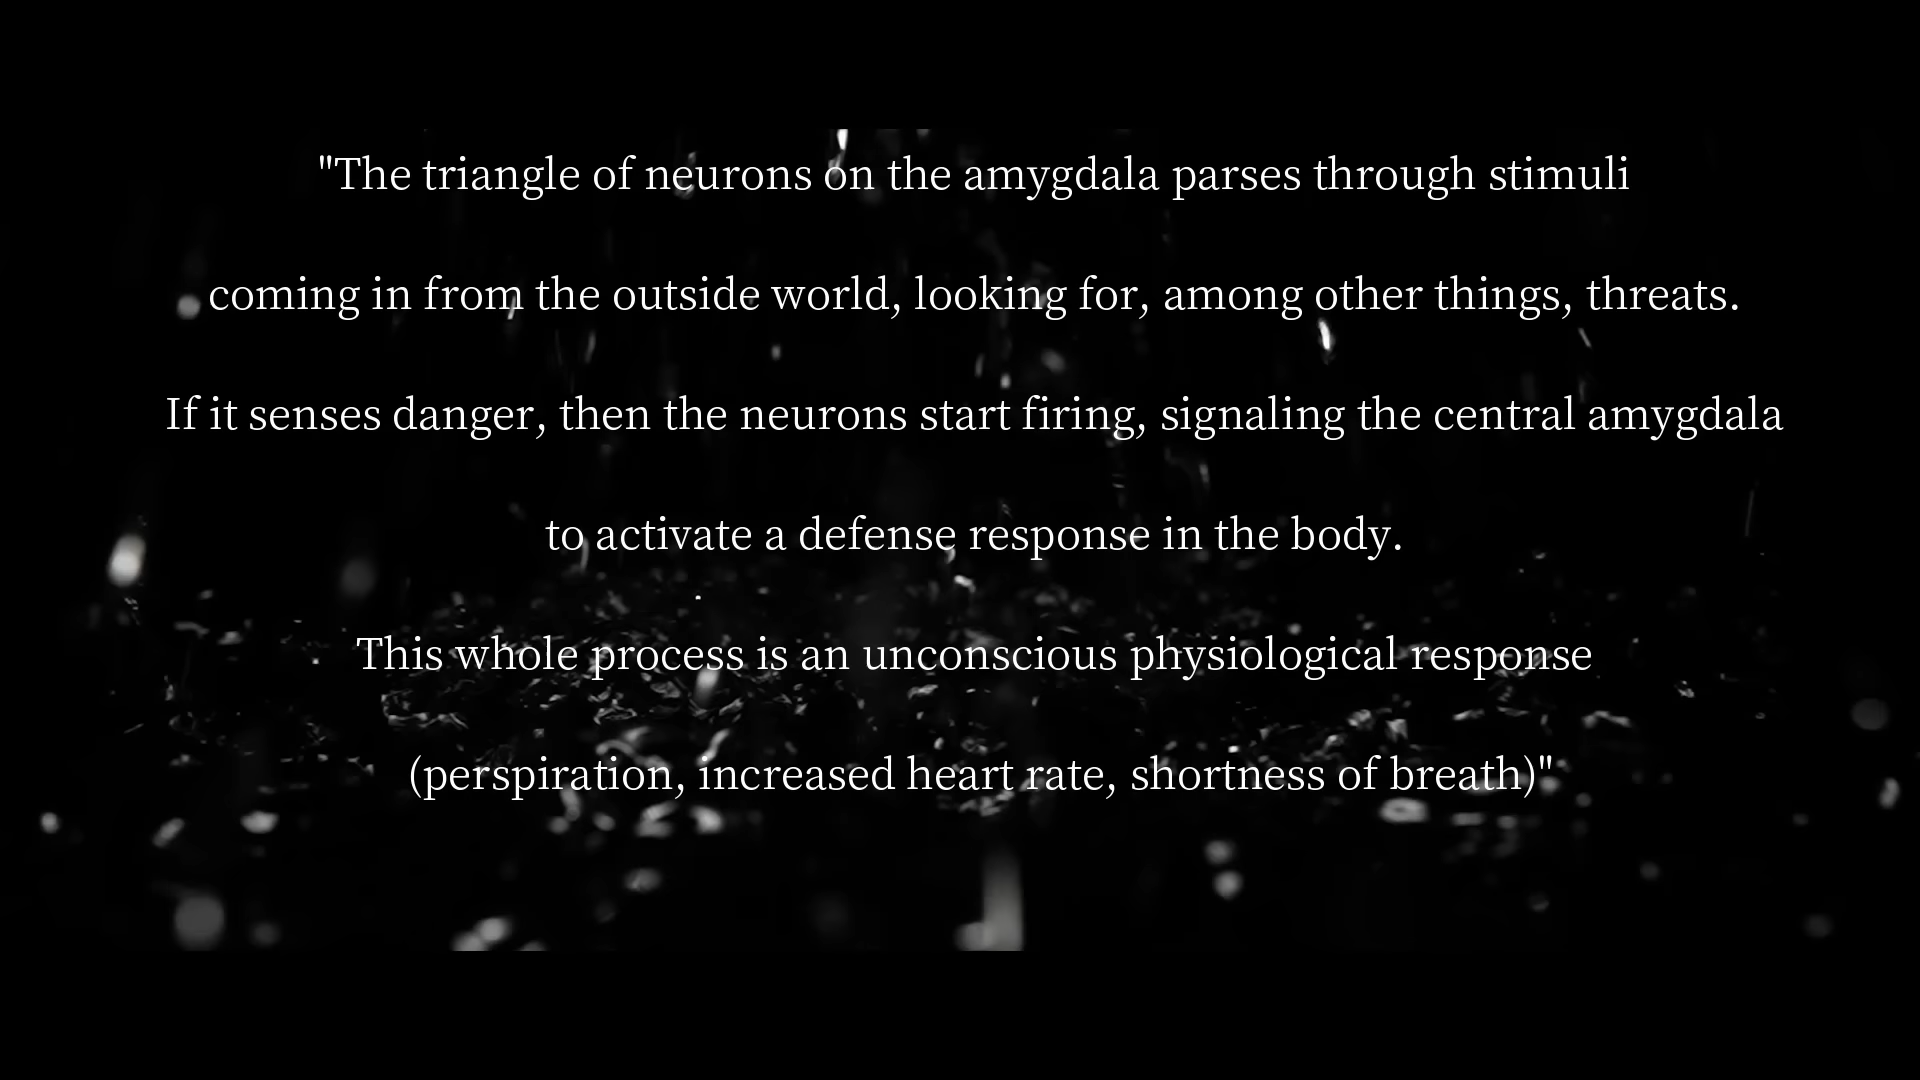 "The triangle of neurons on the amygdala parses through stimuli
coming in from the outside world, looking for, among other things, threats.
If it senses danger, then the neurons start firing, signaling the central amygdala
to activate a defense response in the body.
This whole process is an unconscious physiological response
(perspiration, increased heart rate, shortness of breath)"